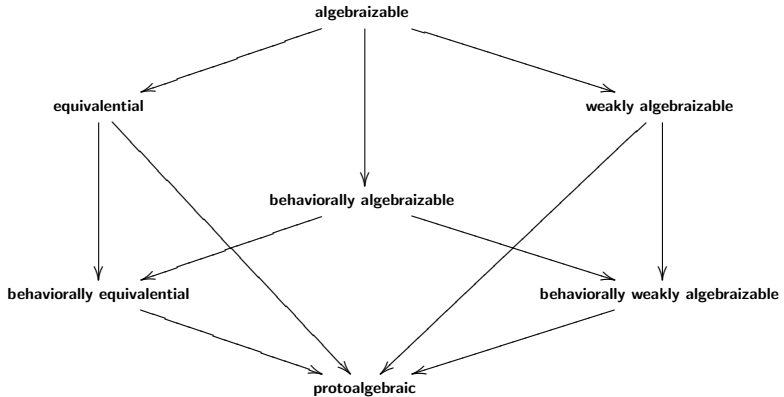 algebraizable
equivalential
weakly algebraizable
behaviorally algebraizable
behaviorally equivalential
behaviorally weakly algebraizable
protoalgebraic